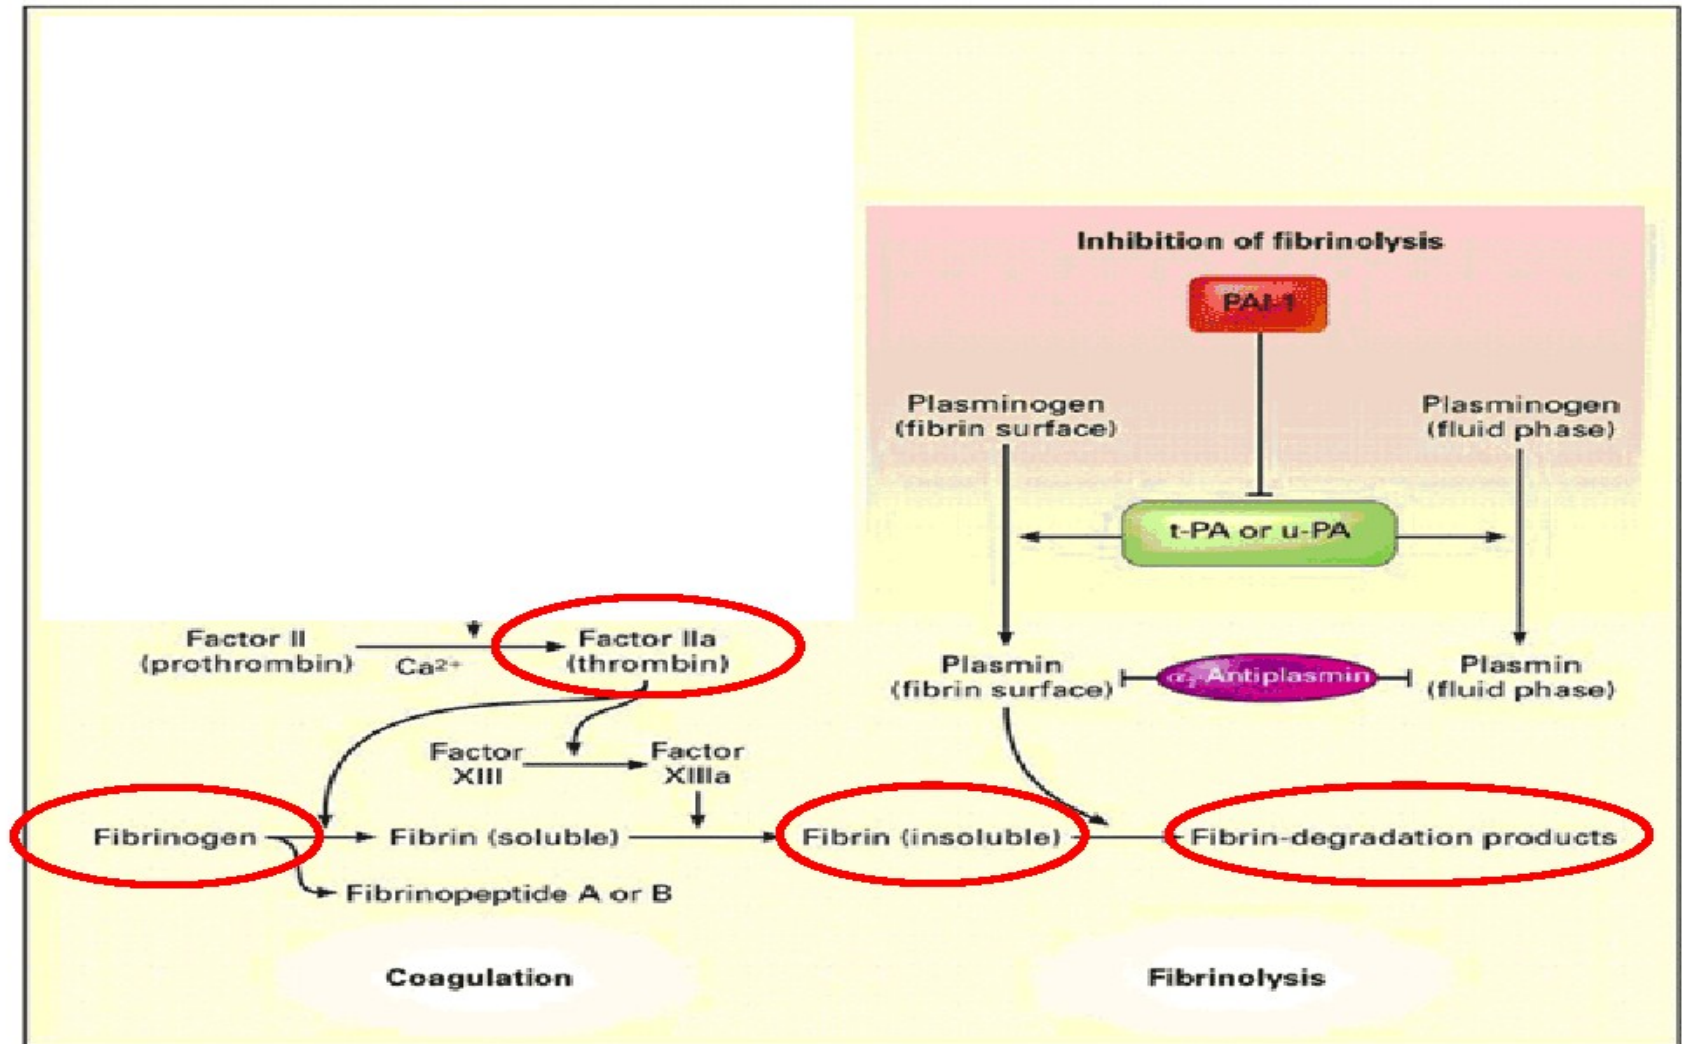 Inhibition of fibrinolysis
PAI-1
Plasminogen
(fibrin surface)
Plasminogen
(fluid phase)
t-PA or u-PA
Factor II
(prothrombin)
Ca2+
Factor IIa
(thrombin)
Plasmin
(fibrin surface)
α2 Antiplasmin
Plasmin
(fluid phase)
Factor
XIII
Factor
XIIIa
Fibrinogen
Fibrin (soluble)
Fibrin (insoluble)
Fibrin-degradation products
Fibrinopeptide A or B
Coagulation
Fibrinolysis